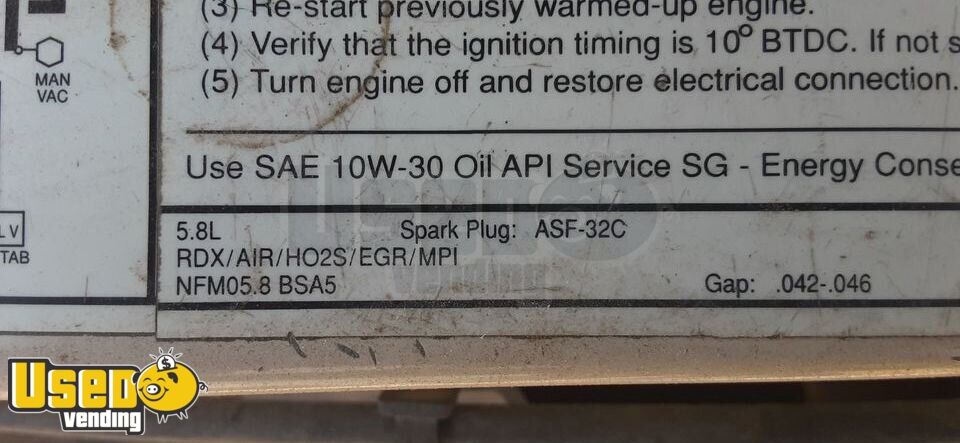 (3) Re-start previously warmed-up engine.
(4) Verify that the ignition timing is 10° BTDC. If not
(5) Turn engine off and restore electrical connection.
MAN
VAC
Use SAE 10W-30 Oil API Service SG - Energy Conse
LV
TAB
5.8L Spark Plug: ASF-32C
RDX/AIR/HO2S/EGR/MPI
NFM05.8 BSA5 Gap: .042-.046
Used
vending
vending